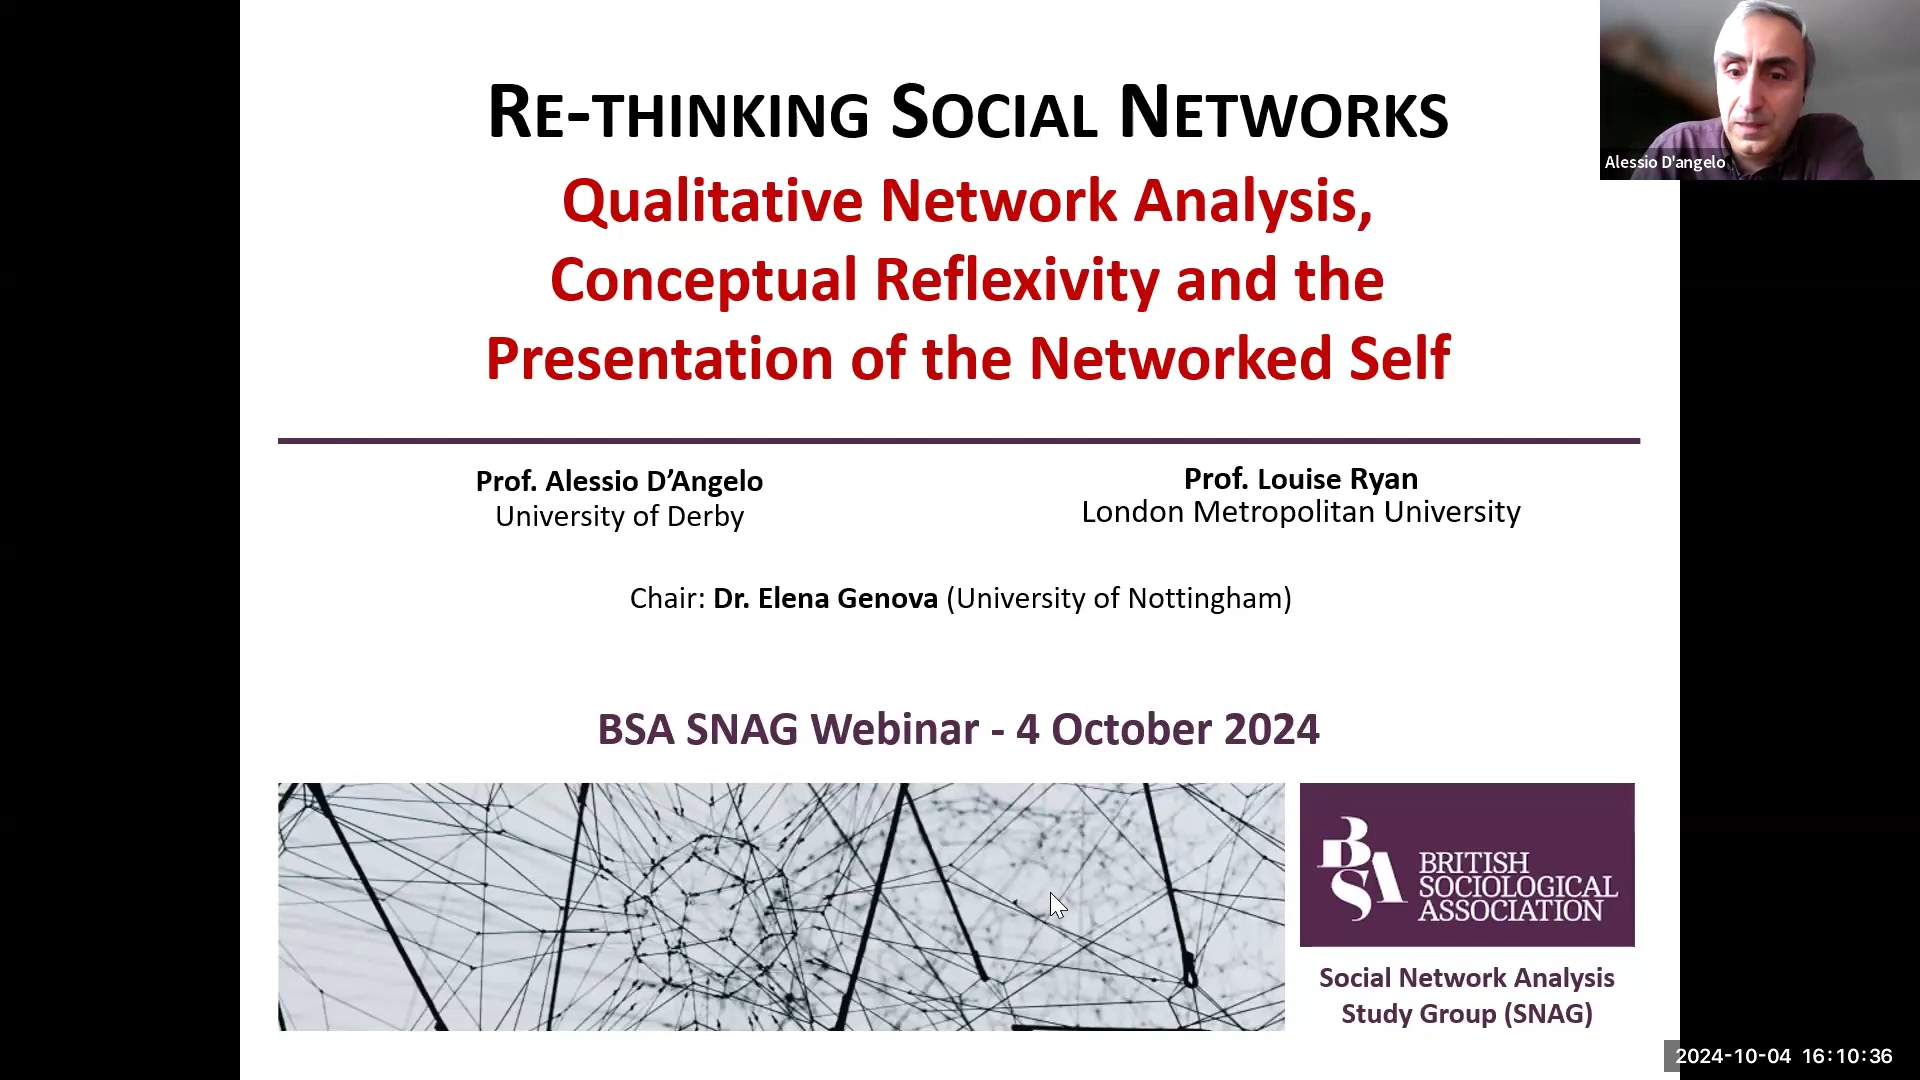 RE-THINKING SOCIAL NETWORKS
Qualitative Network Analysis,
Conceptual Reflexivity and the
Presentation of the Networked Self
Alessio D'angelo
Prof. Alessio D’Angelo
University of Derby
Prof. Louise Ryan
London Metropolitan University
Chair: Dr. Elena Genova (University of Nottingham)
BSA SNAG Webinar - 4 October 2024
BSA
BRITISH
SOCIOLOGICAL
ASSOCIATION
Social Network Analysis
Study Group (SNAG)
2024-10-04 16:10:36